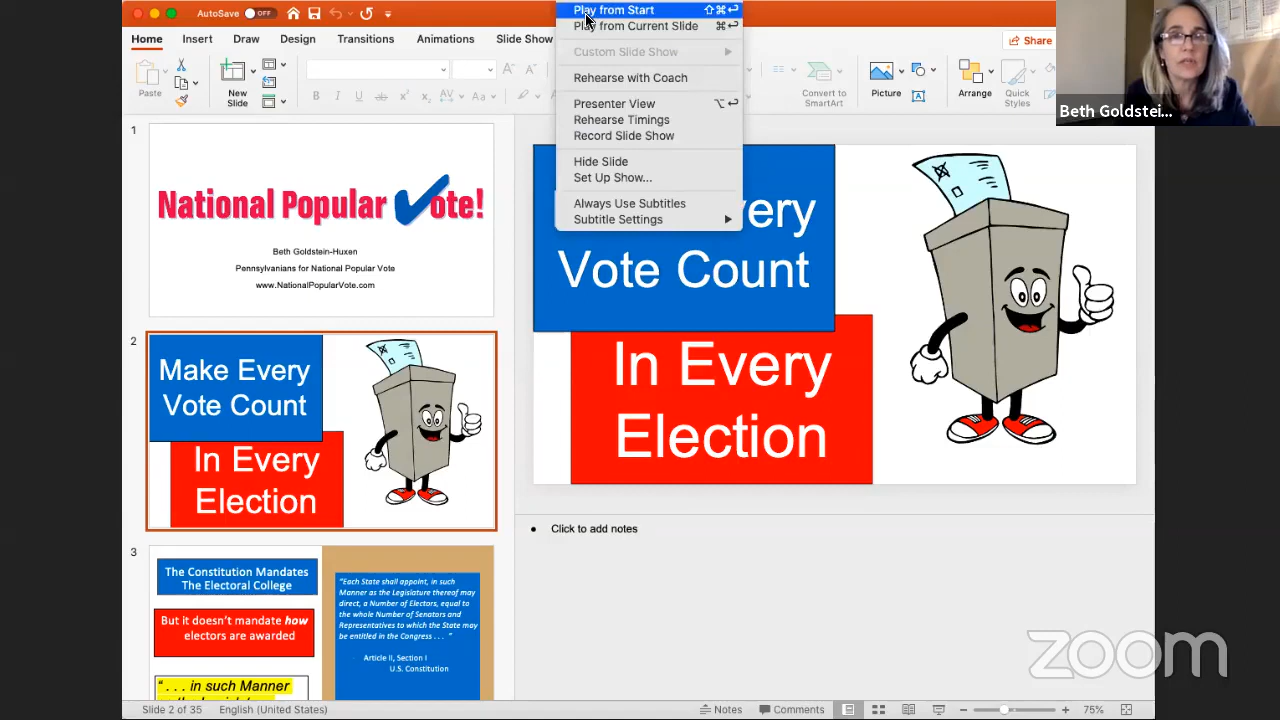 AutoSave OFF
Home Insert Draw Design Transitions Animations Slide Show
Share
Paste
New
Slide
Convert to
SmartArt
Picture
Arrange
Quick
Styles
Play from Start ⇧⌘↩
Play from Current Slide ⌘↩
Custom Slide Show
Rehearse with Coach
Presenter View ⌥↩
Rehearse Timings
Record Slide Show
Hide Slide
Set Up Show...
Always Use Subtitles
Subtitle Settings
Beth Goldstei...
1
National Popular Vote!
Beth Goldstein-Huxen
Pennsylvanians for National Popular Vote
www.NationalPopularVote.com
2
Make Every
Vote Count
In Every
Election
3
The Constitution Mandates
The Electoral College
But it doesn't mandate how
electors are awarded
“ . . . in such Manner
“Each State shall appoint, in such
Manner as the Legislature thereof may
direct, a Number of Electors, equal to
the whole Number of Senators and
Representatives to which the State may
be entitled in the Congress . . . ”
Article II, Section I
U.S. Constitution
very
Vote Count
In Every
Election
Click to add notes
zoom
Slide 2 of 35 English (United States)
Notes Comments 75%